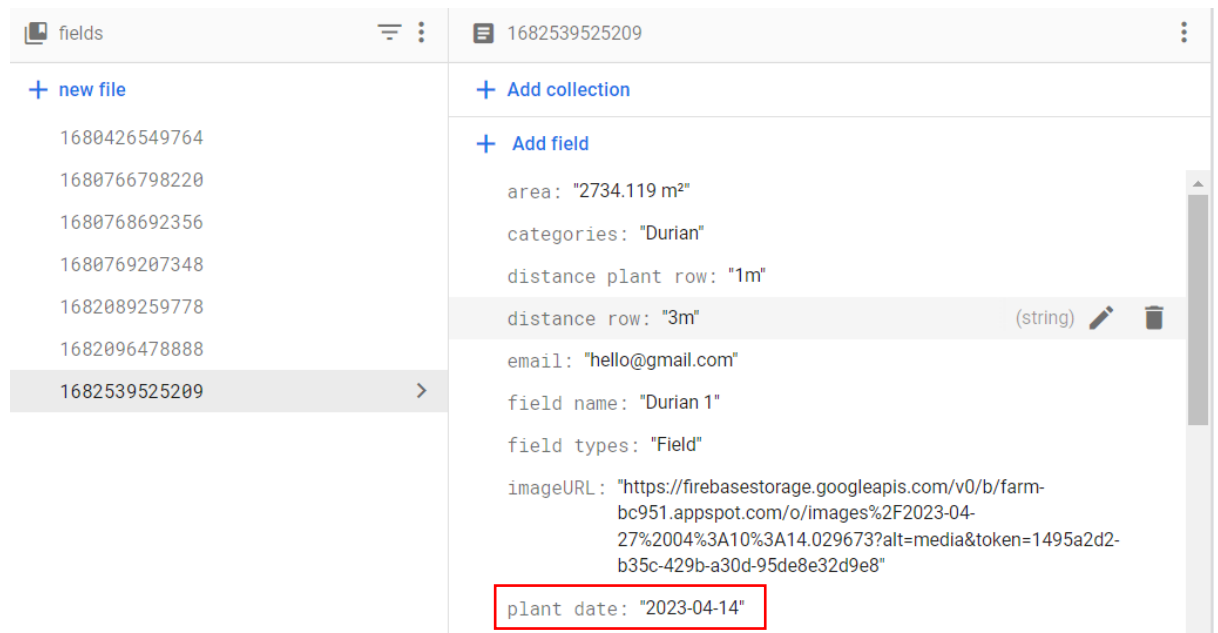 fields
+ new file
1680426549764
1680766798220
1680768692356
1680769207348
1682089259778
1682096478888
1682539525209
1682539525209
+ Add collection
+ Add field
area: "2734.119 m²"
categories: "Durian"
distance plant row: "1m"
distance row: "3m" (string)
email: "hello@gmail.com"
field name: "Durian 1"
field types: "Field"
imageURL: "https://firebasestorage.googleapis.com/v0/b/farm-
bc951.appspot.com/o/images%2F2023-04-
27%2004%3A10%3A14.029673?alt=media&token=1495a2d2-
b35c-429b-a30d-95de8e32d9e8"
plant date: "2023-04-14"